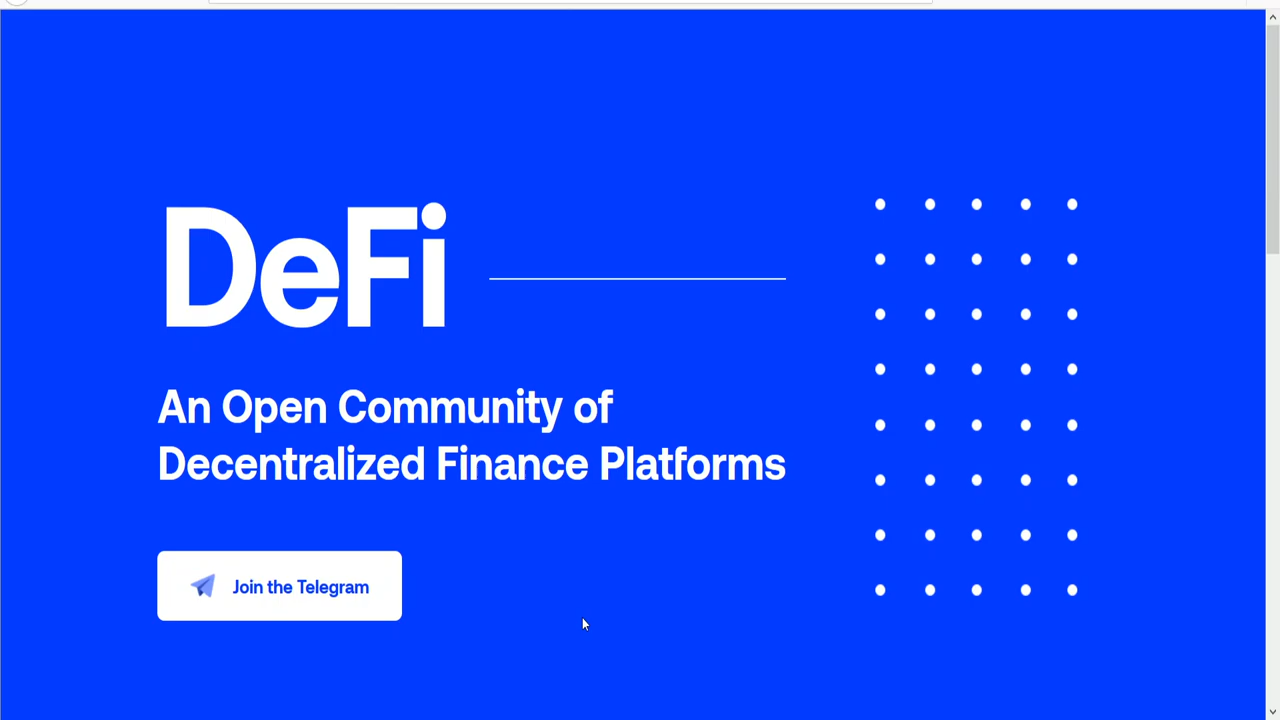 DeFi
An Open Community of
Decentralized Finance Platforms
Join the Telegram